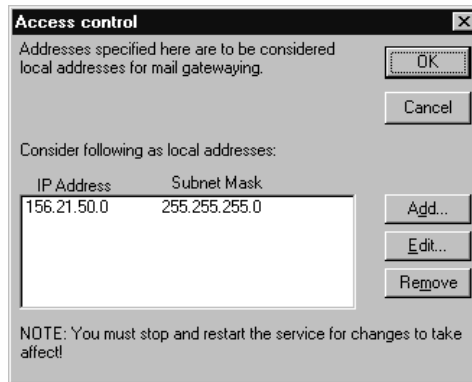 Access control
Addresses specified here are to be considered
local addresses for mail gatewaying.
OK
Cancel
Consider following as local addresses:
IP Address Subnet Mask
156.21.50.0 255.255.255.0
Add...
Edit...
Remove
NOTE: You must stop and restart the service for changes to take
affect!